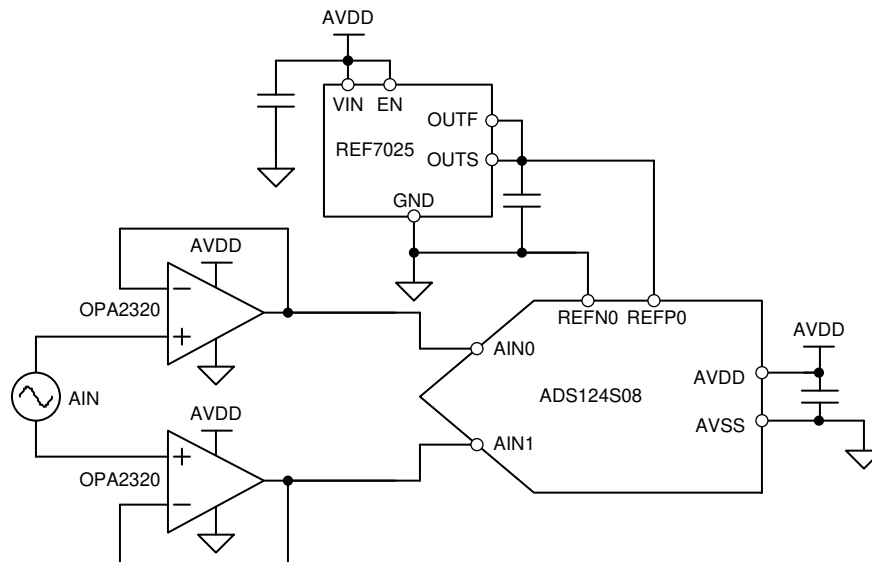 AVDD
VIN
EN
OUTF
REF7025
OUTS
GND
AVDD
OPA2320
REFN0
REFP0
AVDD
AIN0
AVDD
ADS124S08
AIN
AVDD
AVSS
AIN1
OPA2320